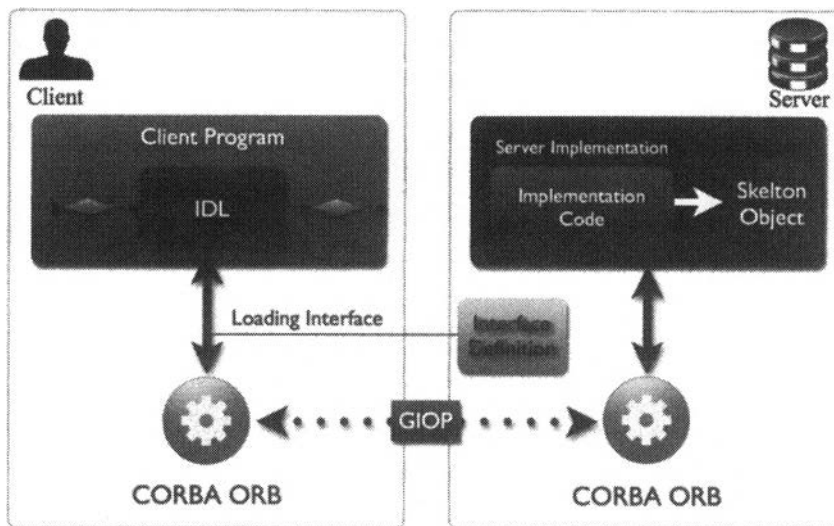 Client
Client Program
IDL
Loading Interface
CORBA ORB
GIOP
Server
Server Implementation
Implementation
Code
Skelton
Object
Interface
Definition
CORBA ORB